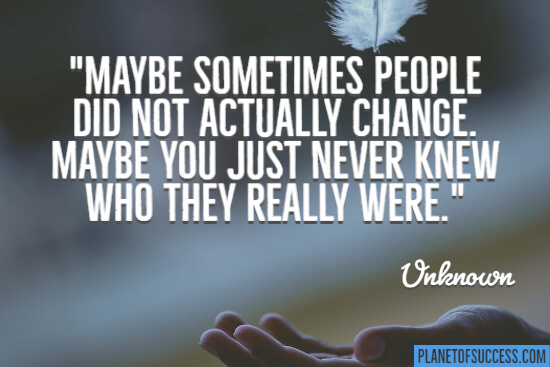 "MAYBE SOMETIMES PEOPLE
DID NOT ACTUALLY CHANGE.
MAYBE YOU JUST NEVER KNEW
WHO THEY REALLY WERE."
Unknown
PLANETOFSUCCESS.COM